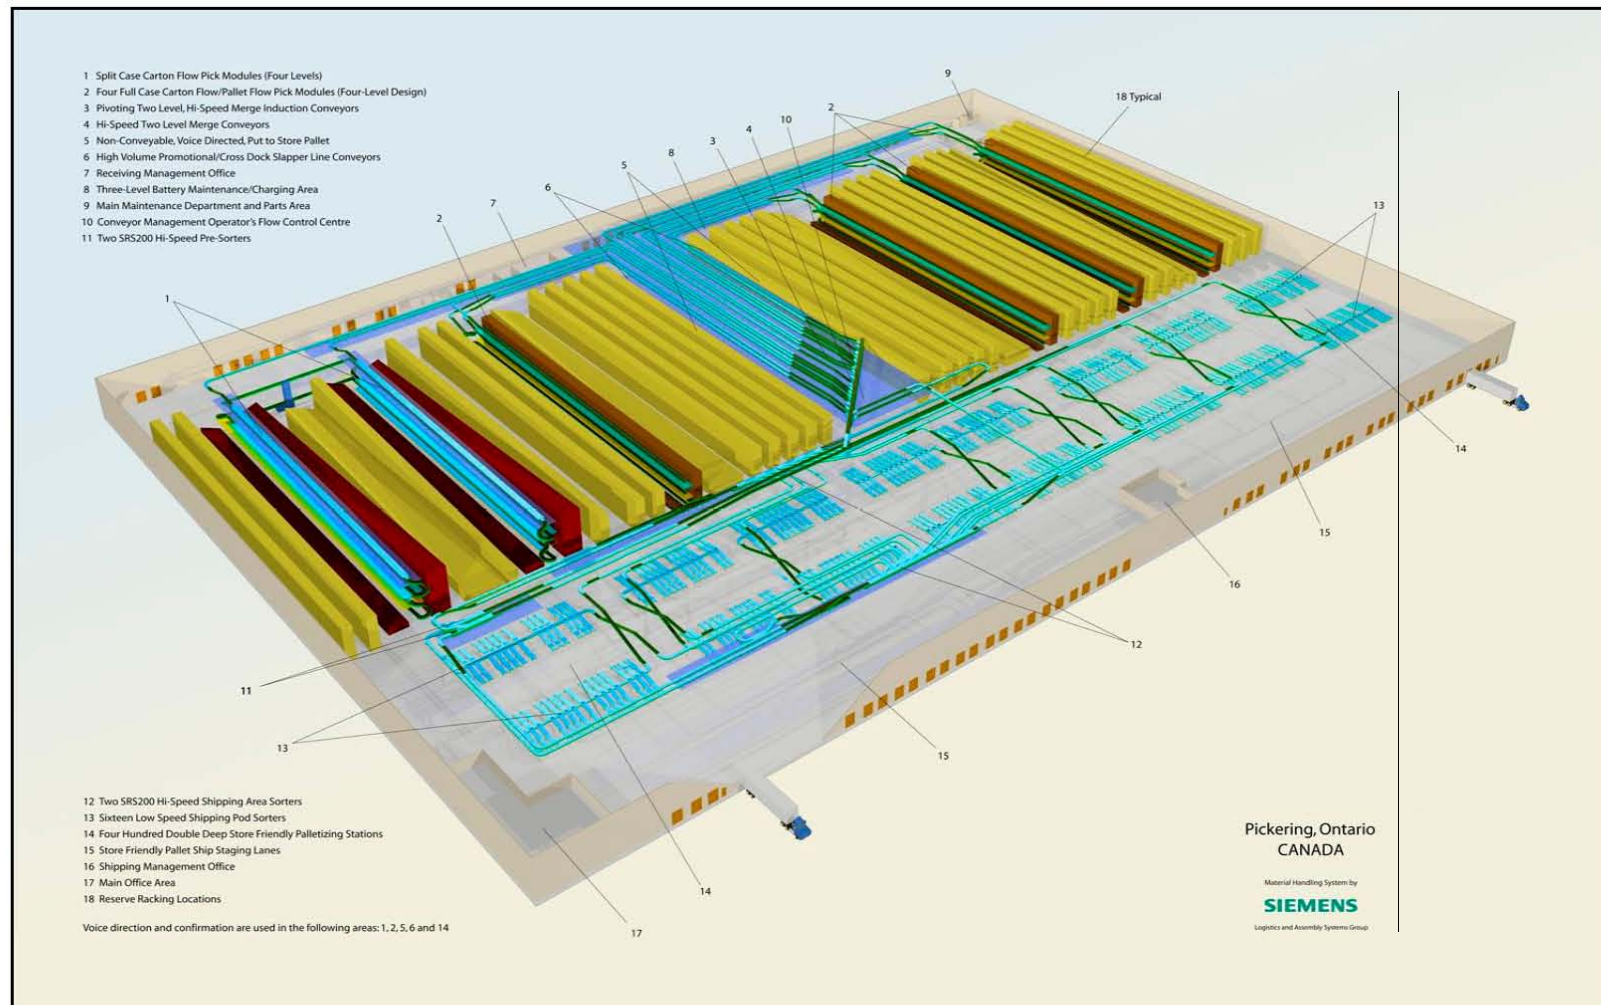 1 Split Case Carton Flow Pick Modules (Four Levels)
2 Four Full Case Carton Flow/Pallet Flow Pick Modules (Four-Level Design)
3 Pivoting Two Level, Hi-Speed Merge Induction Conveyors
4 Hi-Speed Two Level Merge Conveyors
5 Non-Conveyable, Voice Directed, Put to Store Pallet
6 High Volume Promotional/Cross Dock Slapper Line Conveyors
7 Receiving Management Office
8 Three-Level Battery Maintenance/Charging Area
9 Main Maintenance Department and Parts Area
10 Conveyor Management Operator's Flow Control Centre
11 Two SRS200 Hi-Speed Pre-Sorters
9
18 Typical
2
10
4
3
8
5
6
7
2
13
1
14
15
16
12
11
13
15
14
17
12 Two SRS200 Hi-Speed Shipping Area Sorters
13 Sixteen Low Speed Shipping Pod Sorters
14 Four Hundred Double Deep Store Friendly Palletizing Stations
15 Store Friendly Pallet Ship Staging Lanes
16 Shipping Management Office
17 Main Office Area
18 Reserve Racking Locations
Voice direction and confirmation are used in the following areas: 1, 2, 5, 6 and 14
Pickering, Ontario
CANADA
Material Handling System by
SIEMENS
Logistics and Assembly Systems Group